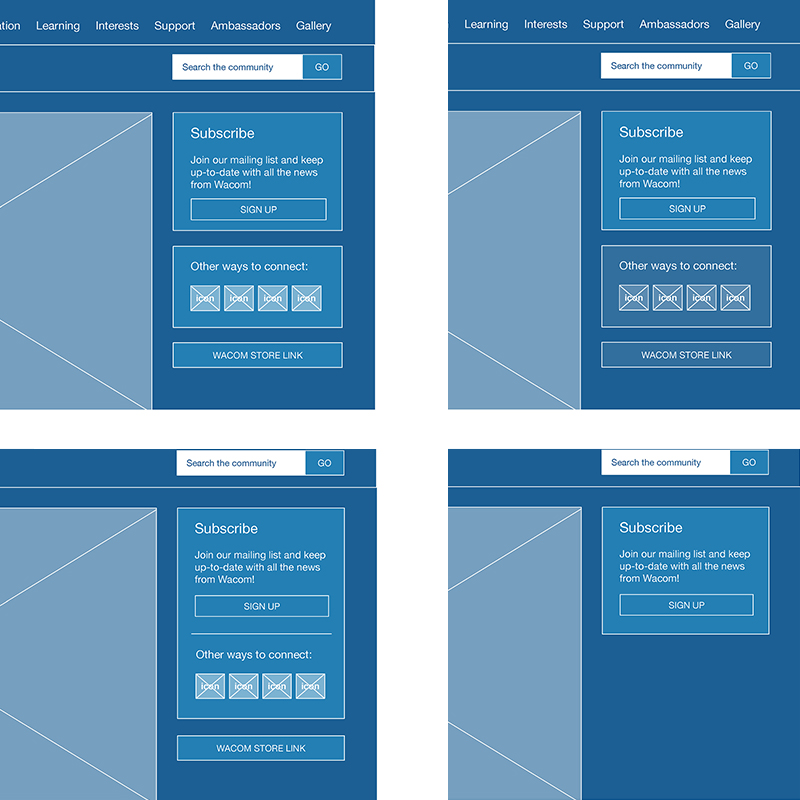 ation Learning Interests Support Ambassadors Gallery
Search the community GO
Subscribe
Join our mailing list and keep
up-to-date with all the news
from Wacom!
SIGN UP
Other ways to connect:
icon icon icon icon
WACOM STORE LINK
Learning Interests Support Ambassadors Gallery
Search the community GO
Subscribe
Join our mailing list and keep
up-to-date with all the news
from Wacom!
SIGN UP
Other ways to connect:
icon icon icon icon
WACOM STORE LINK
Search the community GO
Subscribe
Join our mailing list and keep
up-to-date with all the news
from Wacom!
SIGN UP
Other ways to connect:
icon icon icon icon
WACOM STORE LINK
Search the community GO
Subscribe
Join our mailing list and keep
up-to-date with all the news
from Wacom!
SIGN UP